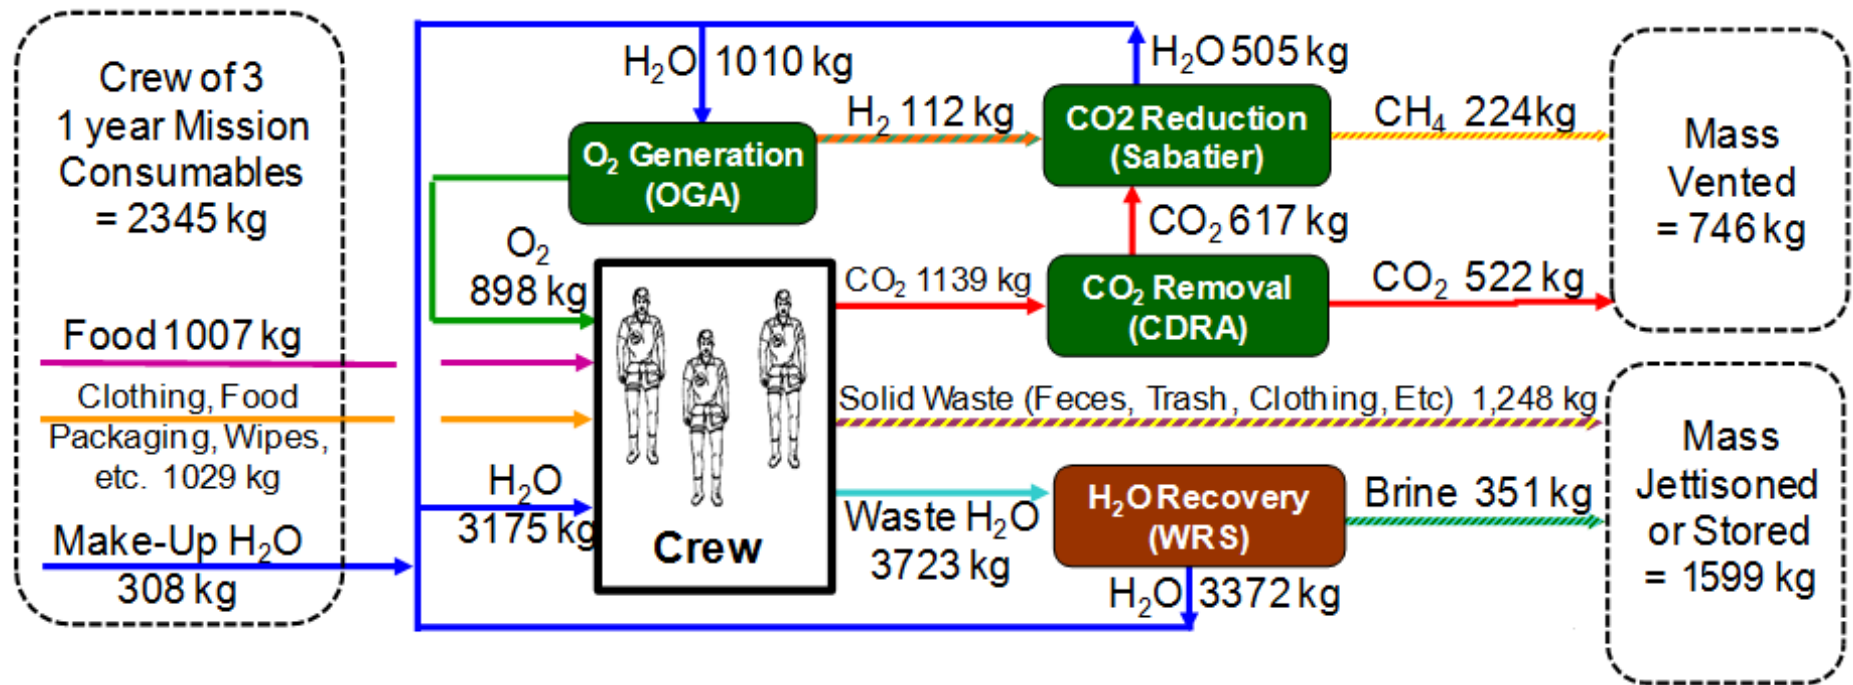 Crew of 3
1 year Mission
Consumables
= 2345 kg
Food 1007 kg
Clothing, Food
Packaging, Wipes,
etc. 1029 kg
Make-Up H₂O
308 kg
H₂O 1010 kg
O₂ Generation
(OGA)
O₂
898 kg
H₂O
3175 kg
Crew
H₂ 112 kg
CO2 Reduction
(Sabatier)
H₂O 505 kg
CH₄ 224kg
CO₂ 617 kg
CO₂ 1139 kg
CO₂ Removal
(CDRA)
CO₂ 522 kg
Solid Waste (Feces, Trash, Clothing, Etc) 1,248 kg
Waste H₂O
3723 kg
H₂O Recovery
(WRS)
Brine 351 kg
H₂O 3372 kg
Mass
Vented
= 746 kg
Mass
Jettisoned
or Stored
= 1599 kg